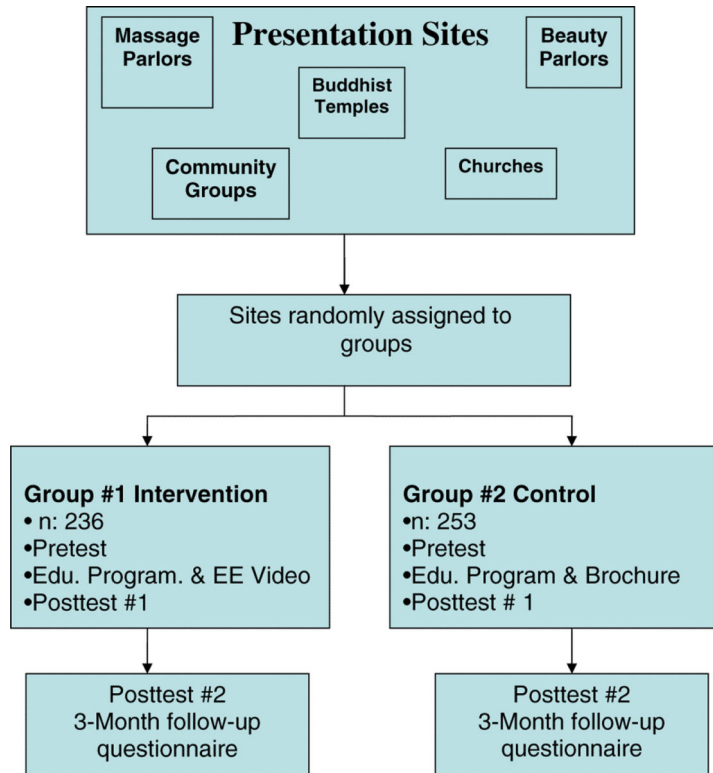 Presentation Sites
Massage
Parlors
Beauty
Parlors
Buddhist
Temples
Community
Groups
Churches
Sites randomly assigned to
groups
Group #1 Intervention
• n: 236
•Pretest
•Edu. Program. & EE Video
•Posttest #1
Group #2 Control
•n: 253
•Pretest
•Edu. Program & Brochure
•Posttest # 1
Posttest #2
3-Month follow-up
questionnaire
Posttest #2
3-Month follow-up
questionnaire